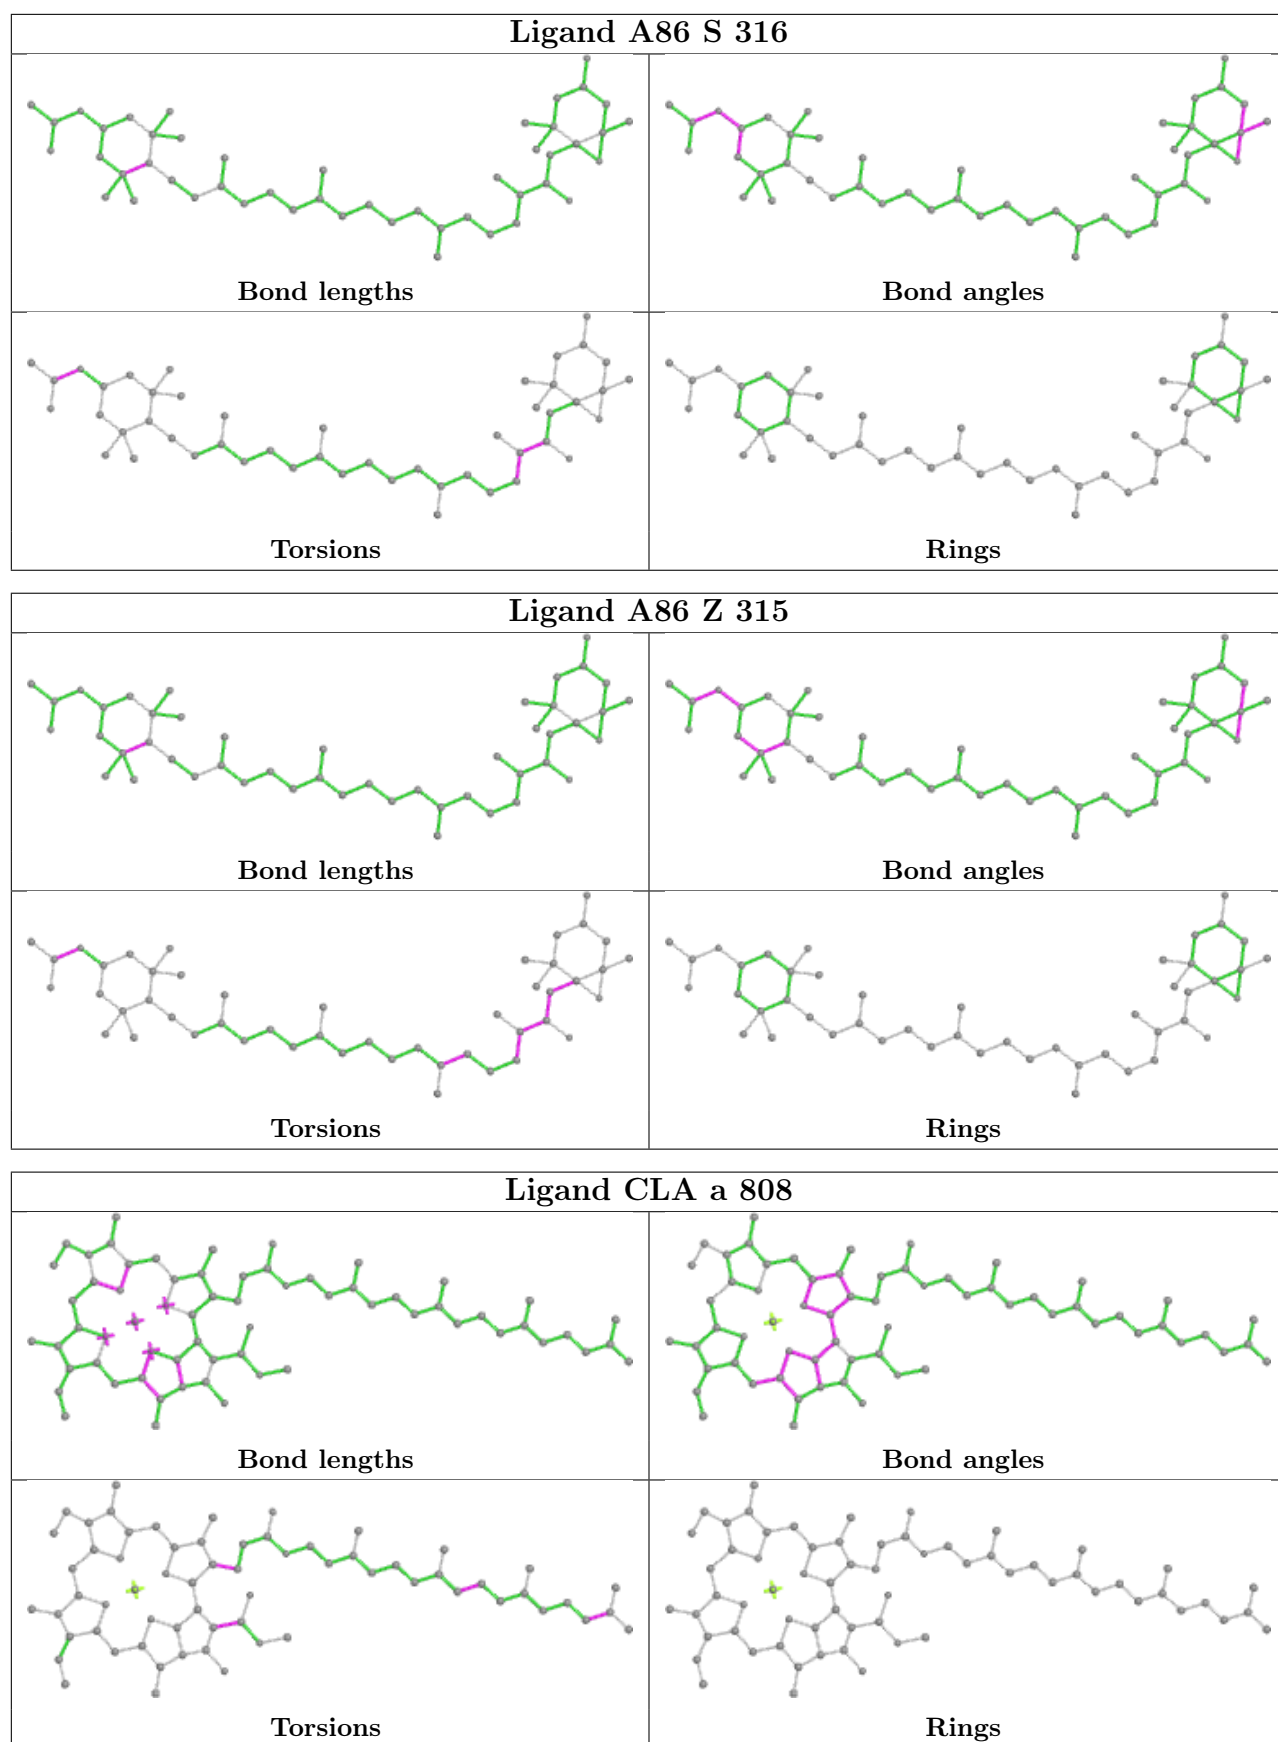 Ligand A86 S 316
Bond lengths
Bond angles
Torsions
Rings
Ligand A86 Z 315
Bond lengths
Bond angles
Torsions
Rings
Ligand CLA a 808
Bond lengths
Bond angles
Torsions
Rings